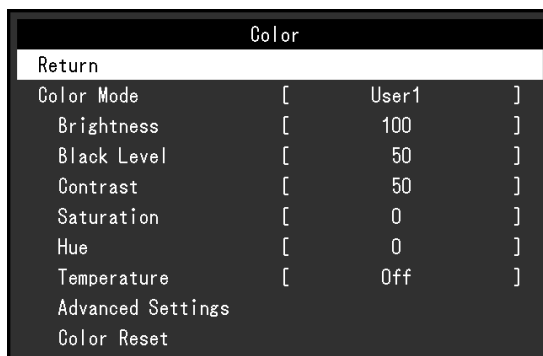 Color
Return
Color Mode [ User1 ]
Brightness [ 100 ]
Black Level [ 50 ]
Contrast [ 50 ]
Saturation [ 0 ]
Hue [ 0 ]
Temperature [ Off ]
Advanced Settings
Color Reset